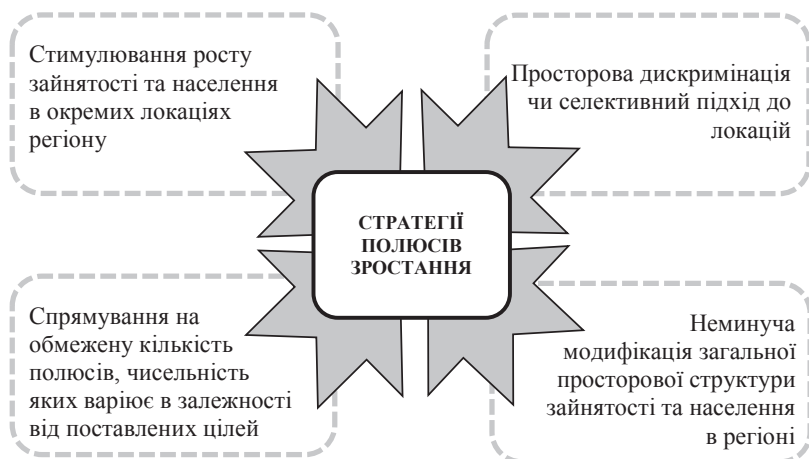 Стимулювання росту
зайнятості та населення
в окремих локаціях
регіону
Просторова дискримінація
чи селективний підхід до
локацій
СТРАТЕГІЇ
ПОЛЮСІВ
ЗРОСТАННЯ
Спрямування на
обмежену кількість
полюсів, чисельність
яких варіює в залежності
від поставлених цілей
Неминуча
модифікація загальної
просторової структури
зайнятості та населення
в регіоні